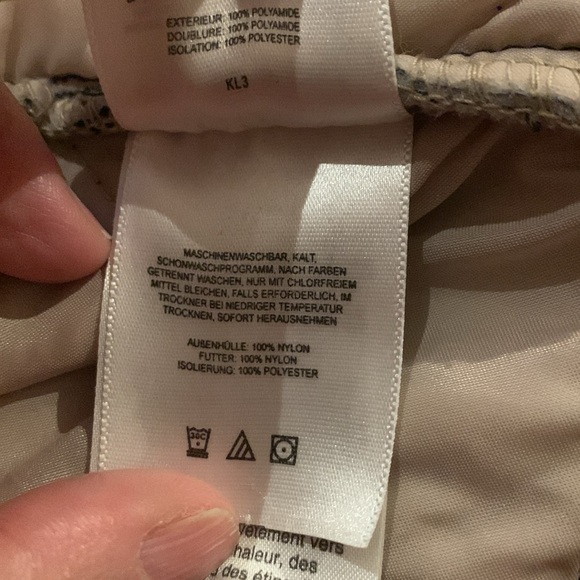 EXTERIEUR: 100% POLYAMIDE
DOUBLURE: 100% POLYAMIDE
ISOLATION: 100% POLYESTER
KL3
MASCHINENWASCHBAR, KALT,
SCHONWASCHPROGRAMM, NACH FARBEN
GETRENNT WASCHEN, NUR MIT CHLORFREIEM
MITTEL BLEICHEN, FALLS ERFORDERLICH, IM
TROCKNER BEI NIEDRIGER TEMPERATUR
TROCKNEN, SOFORT HERAUSNEHMEN
AUßENHÜLLE: 100% NYLON
FUTTER: 100% NYLON
ISOLIERUNG: 100% POLYESTER
30C
vêtement vers
haleur, des
des